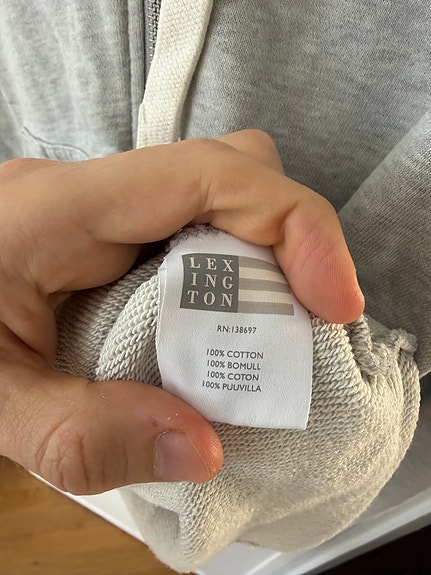 LEX
ING
TON
RN:138697
100% COTTON
100% BOMULL
100% COTON
100% PUUVILLA